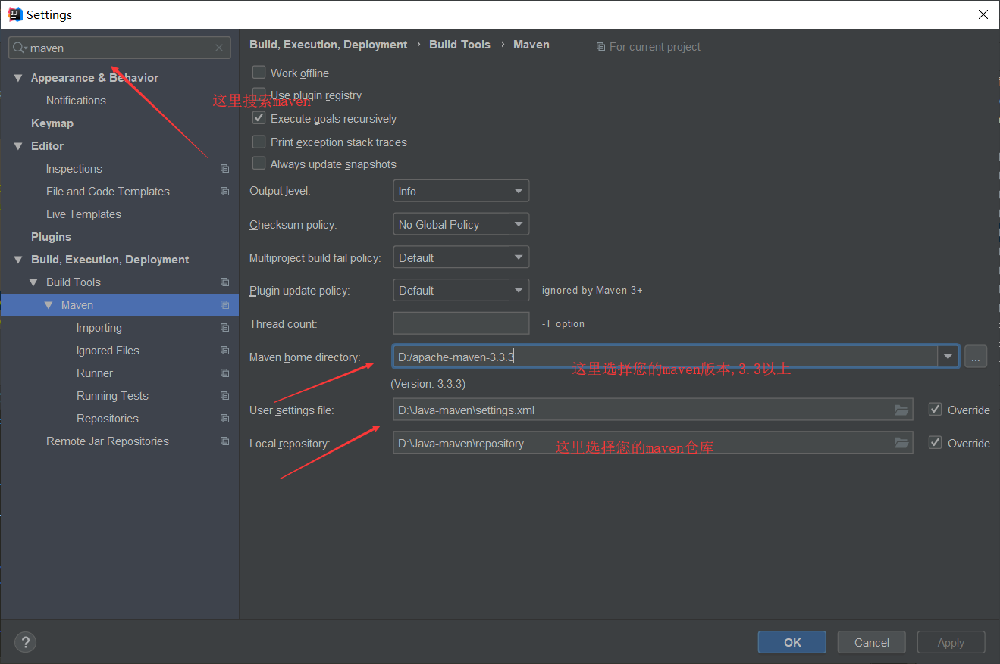 Settings
maven
Appearance & Behavior
Notifications
Keymap
Editor
Inspections
File and Code Templates
Live Templates
Plugins
Build, Execution, Deployment
Build Tools
Maven
Importing
Ignored Files
Runner
Running Tests
Repositories
Remote Jar Repositories
Build, Execution, Deployment › Build Tools › Maven For current project
Work offline
Use plugin registry
这里搜索maven
Execute goals recursively
Print exception stack traces
Always update snapshots
Output level: Info
Checksum policy: No Global Policy
Multiproject build fail policy: Default
Plugin update policy: Default ignored by Maven 3+
Thread count: -T option
Maven home directory: D:/apache-maven-3.3.3 ...
这里选择您的maven版本,3.3以上
(Version: 3.3.3)
User settings file: D:\Java-maven\settings.xml Override
Local repository: D:\Java-maven\repository Override
这里选择您的maven仓库
? OK Cancel Apply